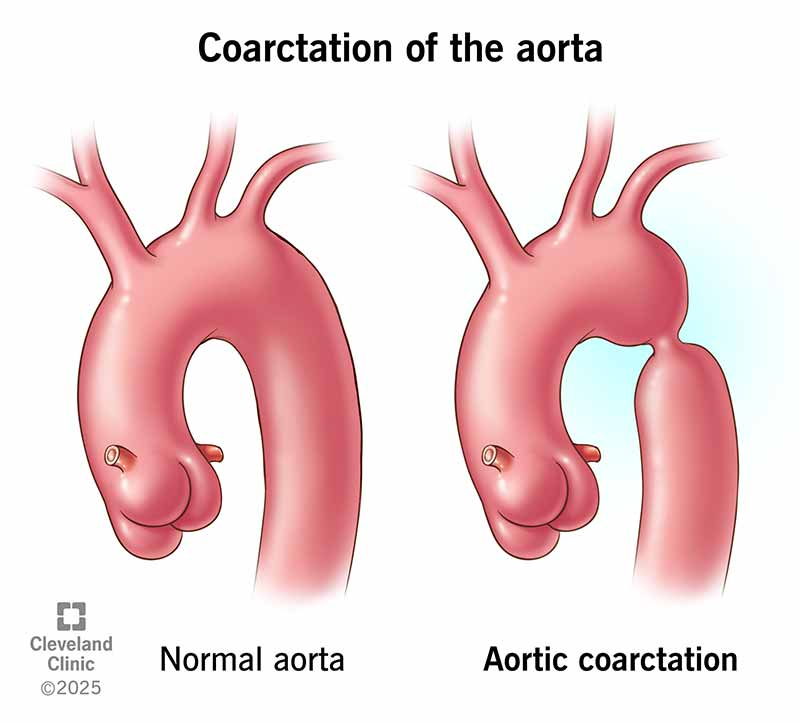 Coarctation of the aorta
Cleveland
Clinic
©2025
Normal aorta
Aortic coarctation